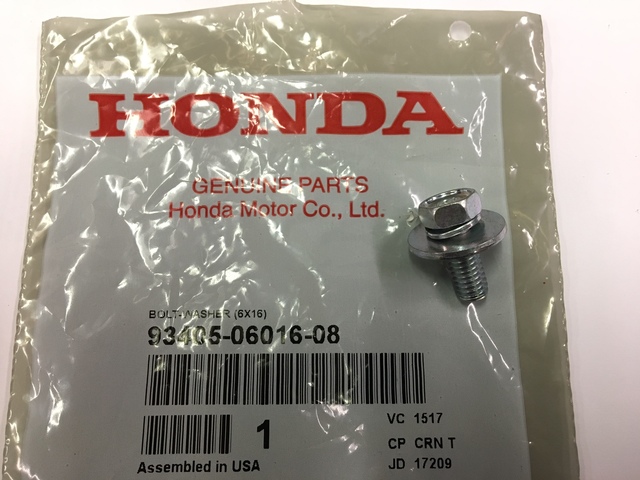 HONDA
GENUINE PARTS
Honda Motor Co., Ltd.
BOLT-WASHER (6X16)
93405-06016-08
1
VC 1517
CP CRN T
Assembled in USA
JD 17209